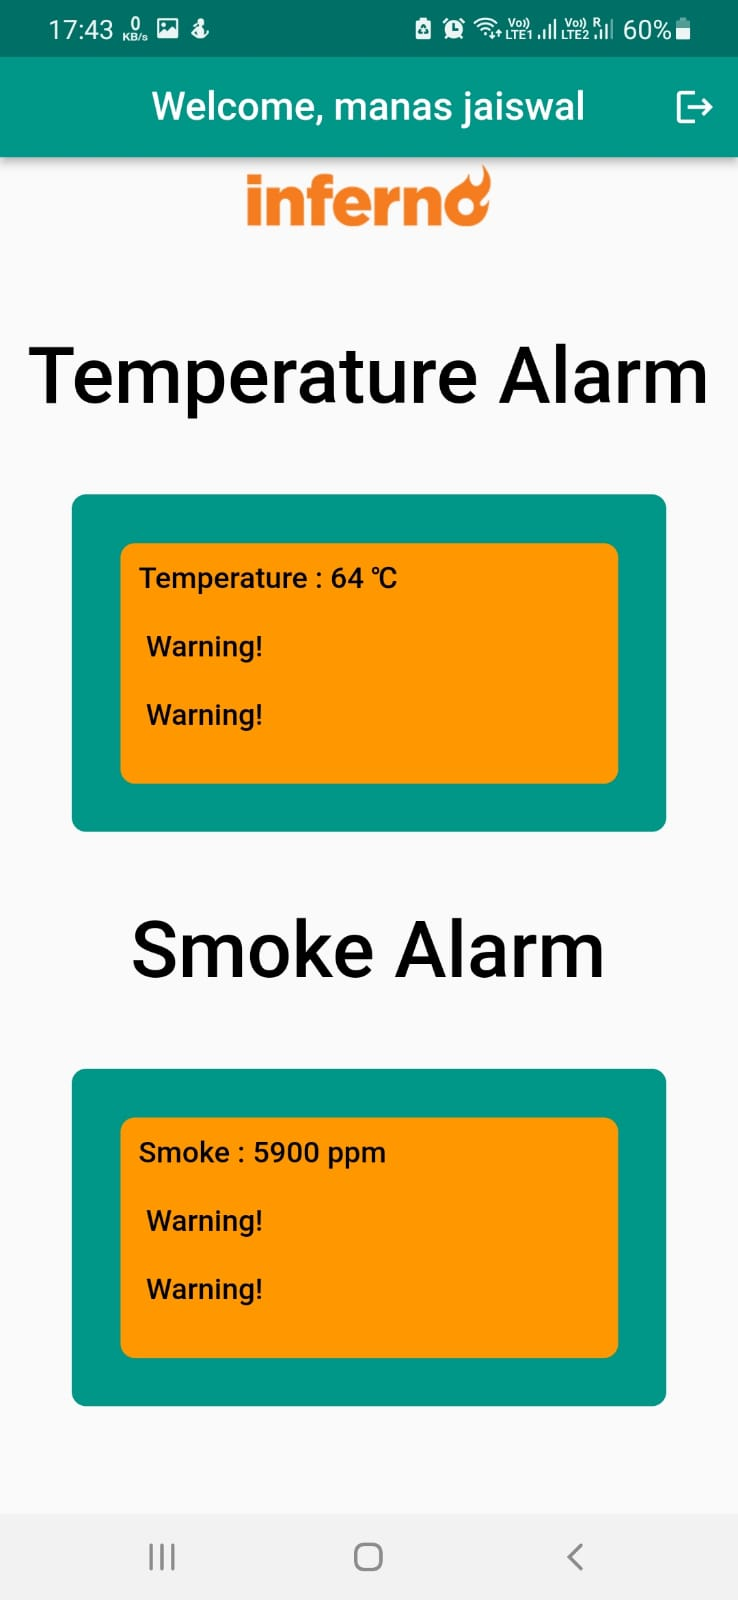 17:43 0 KB/s Vo)) LTE1 Vo)) LTE2 R 60%
Welcome, manas jaiswal
inferno
Temperature Alarm
Temperature : 64 ℃
Warning!
Warning!
Smoke Alarm
Smoke : 5900 ppm
Warning!
Warning!